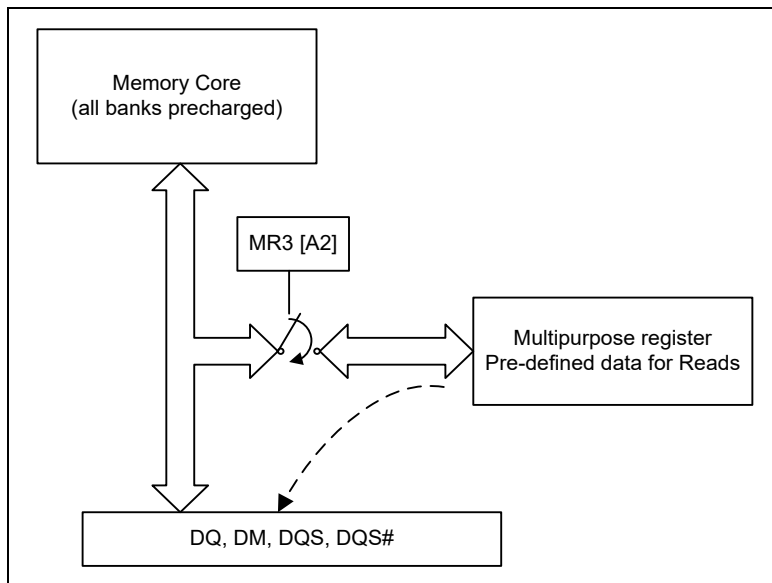 Memory Core
(all banks precharged)
MR3 [A2]
Multipurpose register
Pre-defined data for Reads
DQ, DM, DQS, DQS#